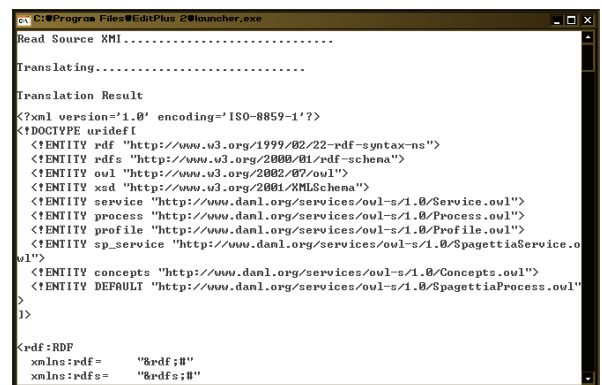 C:₩Program Files₩EditPlus 2₩launcher.exe
Read Source XMI..............................
Translating..............................
Translation Result
<?xml version='1.0' encoding='ISO-8859-1'?>
<!DOCTYPE uridef[
<!ENTITY rdf "http://www.w3.org/1999/02/22-rdf-syntax-ns">
<!ENTITY rdfs "http://www.w3.org/2000/01/rdf-schema">
<!ENTITY owl "http://www.w3.org/2002/07/owl">
<!ENTITY xsd "http://www.w3.org/2001/XMLSchema">
<!ENTITY service "http://www.daml.org/services/owl-s/1.0/Service.owl">
<!ENTITY process "http://www.daml.org/services/owl-s/1.0/Process.owl">
<!ENTITY profile "http://www.daml.org/services/owl-s/1.0/Profile.owl">
<!ENTITY sp_service "http://www.daml.org/services/owl-s/1.0/SpagettiaService.o
wl">
<!ENTITY concepts "http://www.daml.org/services/owl-s/1.0/Concepts.owl">
<!ENTITY DEFAULT "http://www.daml.org/services/owl-s/1.0/SpagettiaProcess.owl"
>
]>
<rdf:RDF
xmlns:rdf= "&rdf;#"
xmlns:rdfs= "&rdfs;#"